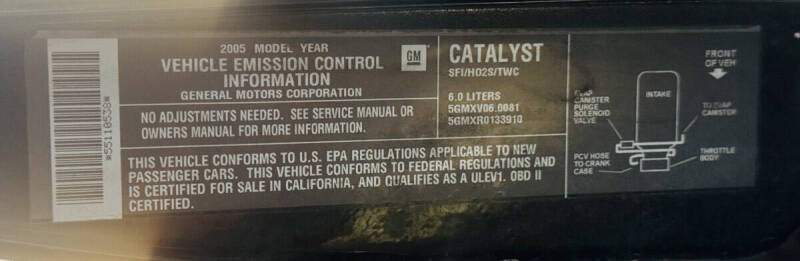 *55110538*
2005 MODEL YEAR
VEHICLE EMISSION CONTROL
INFORMATION
GENERAL MOTORS CORPORATION
GM
NO ADJUSTMENTS NEEDED. SEE SERVICE MANUAL OR
OWNERS MANUAL FOR MORE INFORMATION.
CATALYST
SFI/HO2S/TWC
6.0 LITERS
5GMXV06.0081
5GMXR0133910
THIS VEHICLE CONFORMS TO U.S. EPA REGULATIONS APPLICABLE TO NEW
PASSENGER CARS. THIS VEHICLE CONFORMS TO FEDERAL REGULATIONS AND
IS CERTIFIED FOR SALE IN CALIFORNIA, AND QUALIFIES AS A ULEV1. OBD II
CERTIFIED.
FRONT
OF VEH
EVAP
CANISTER
PURGE
SOLENOID
VALVE
INTAKE
TO EVAP
CANISTER
PCV HOSE
TO CRANK
CASE
THROTTLE
BODY